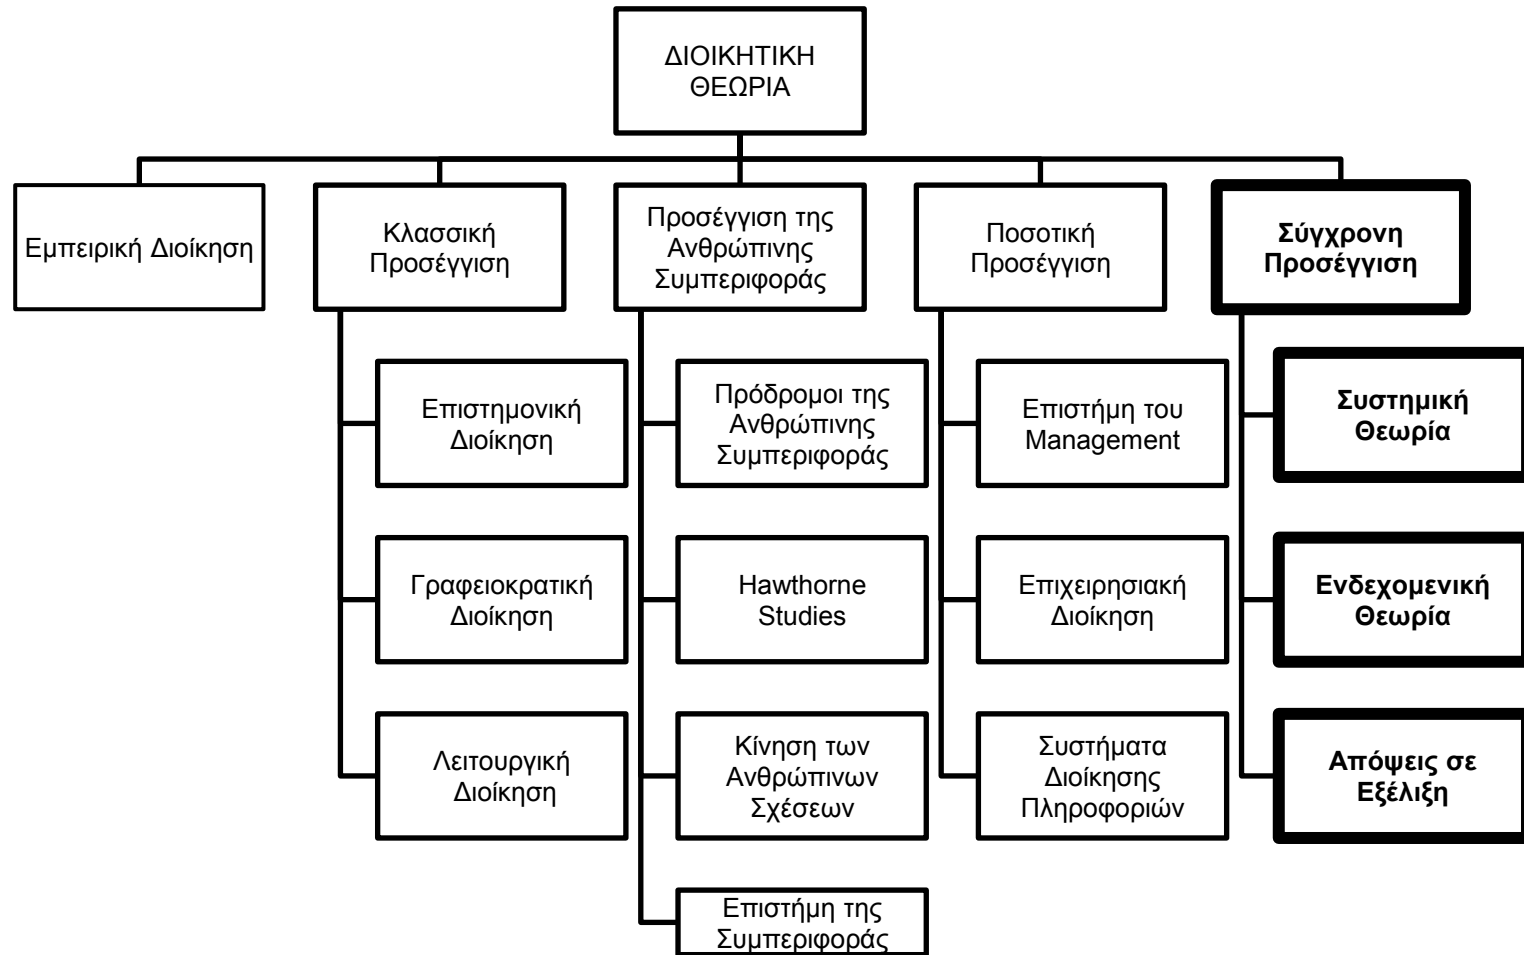 ΔΙΟΙΚΗΤΙΚΗ
ΘΕΩΡΙΑ
Εμπειρική Διοίκηση
Κλασσική
Προσέγγιση
Προσέγγιση της
Ανθρώπινης
Συμπεριφοράς
Ποσοτική
Προσέγγιση
Σύγχρονη
Προσέγγιση
Επιστημονική
Διοίκηση
Πρόδρομοι της
Ανθρώπινης
Συμπεριφοράς
Επιστήμη του
Management
Συστημική
Θεωρία
Γραφειοκρατική
Διοίκηση
Hawthorne
Studies
Επιχειρησιακή
Διοίκηση
Ενδεχομενική
Θεωρία
Λειτουργική
Διοίκηση
Κίνηση των
Ανθρώπινων
Σχέσεων
Συστήματα
Διοίκησης
Πληροφοριών
Απόψεις σε
Εξέλιξη
Επιστήμη της
Συμπεριφοράς